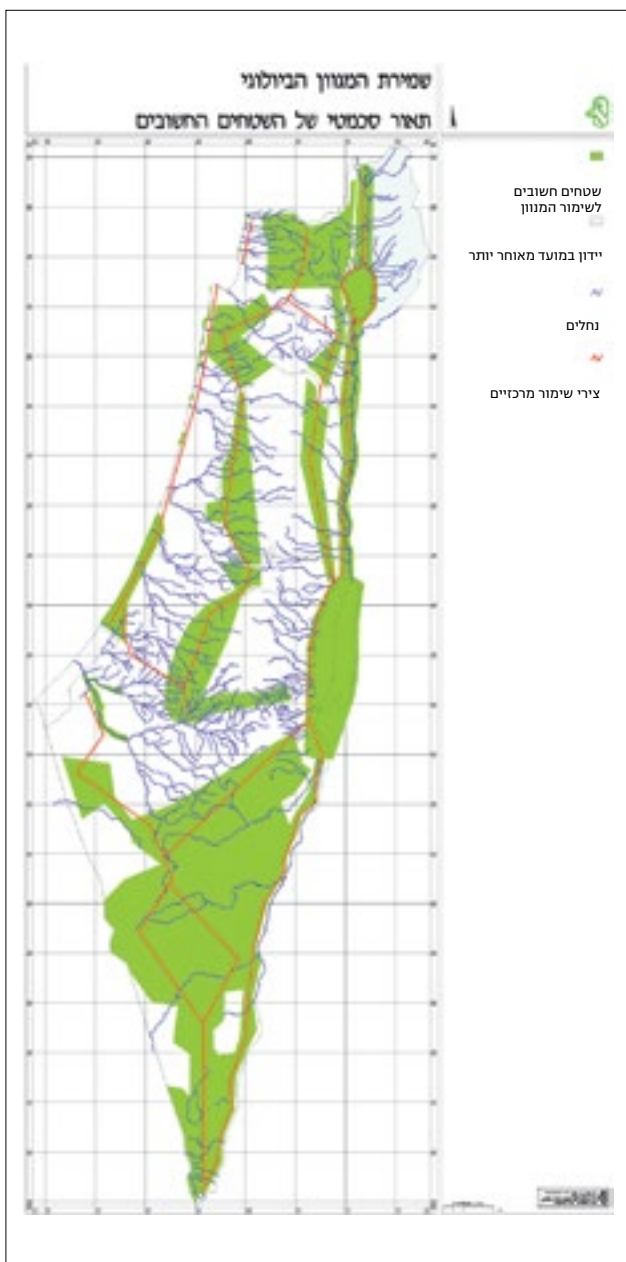 שמירת המגוון הביולוגי
תאור סכמטי של השטחים החשובים
שטחים חשובים
לשימור המגוון
יידון במועד מאוחר יותר
נחלים
צירי שימור מרכזיים